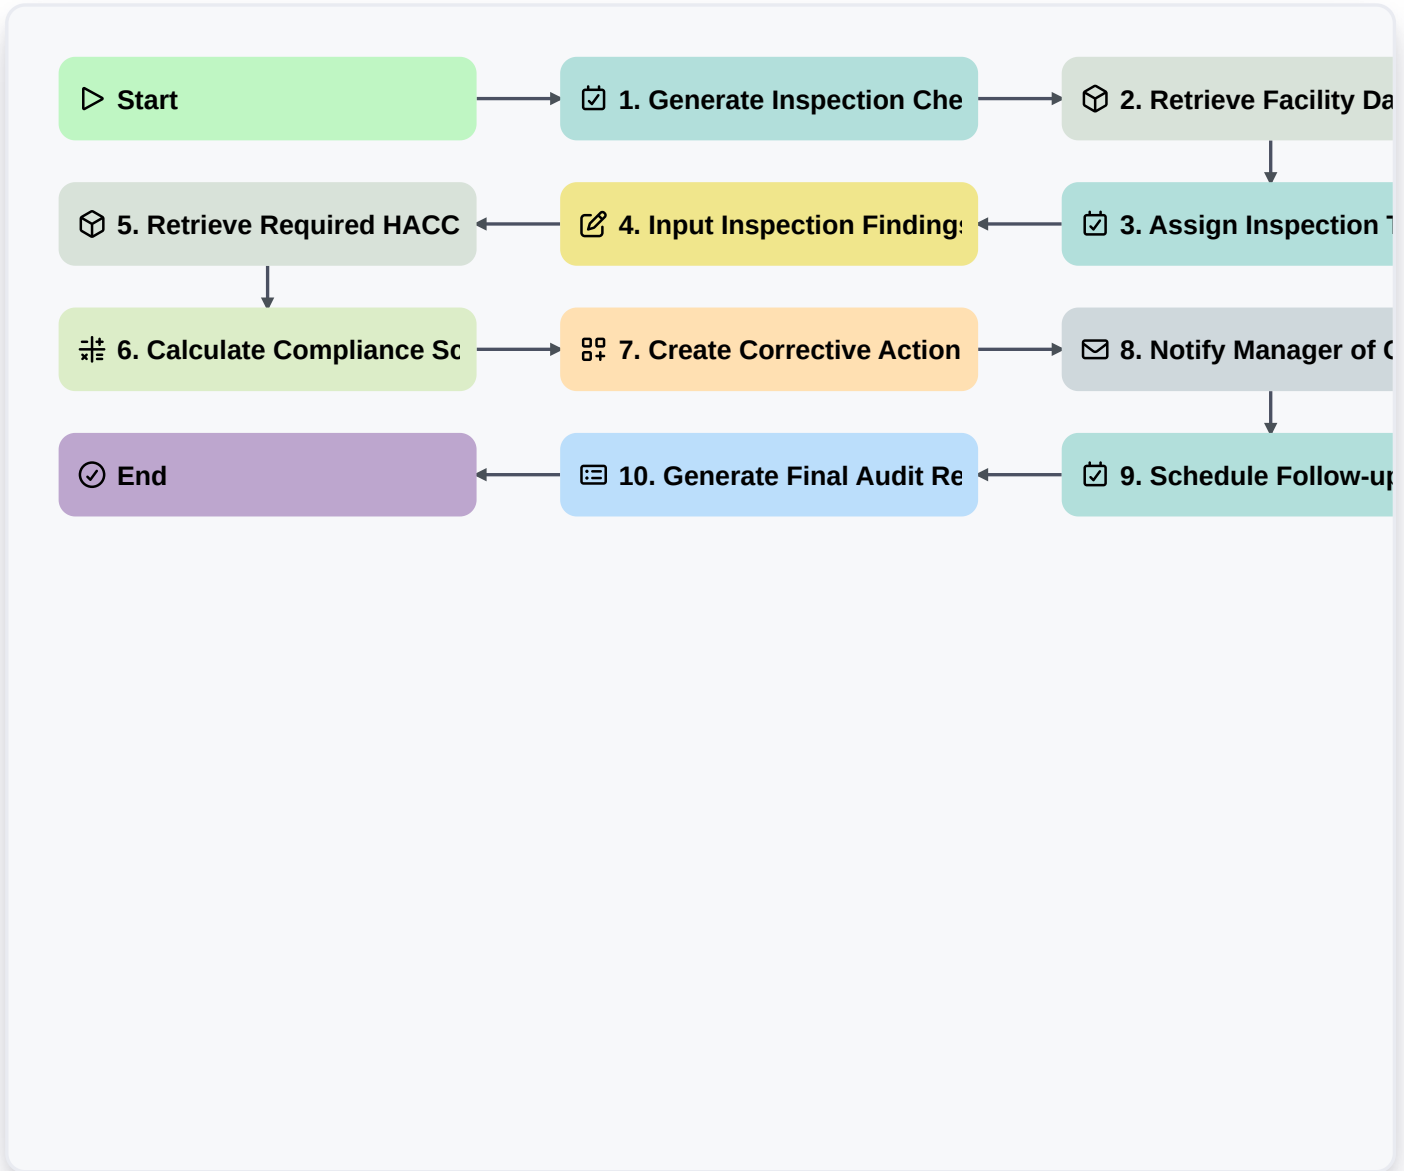 Start
1. Generate Inspection Che
2. Retrieve Facility Da
5. Retrieve Required HACC
4. Input Inspection Findings
3. Assign Inspection T
6. Calculate Compliance Sc
7. Create Corrective Action
8. Notify Manager of C
End
10. Generate Final Audit Re
9. Schedule Follow-up